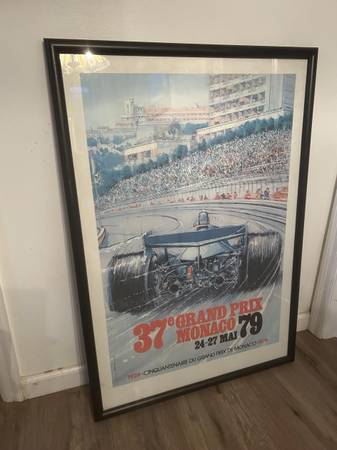 37e GRAND PRIX
MONACO 79
24-27 MAI
1929-CINQUANTENAIRE DU GRAND PRIX DE MONACO-1979